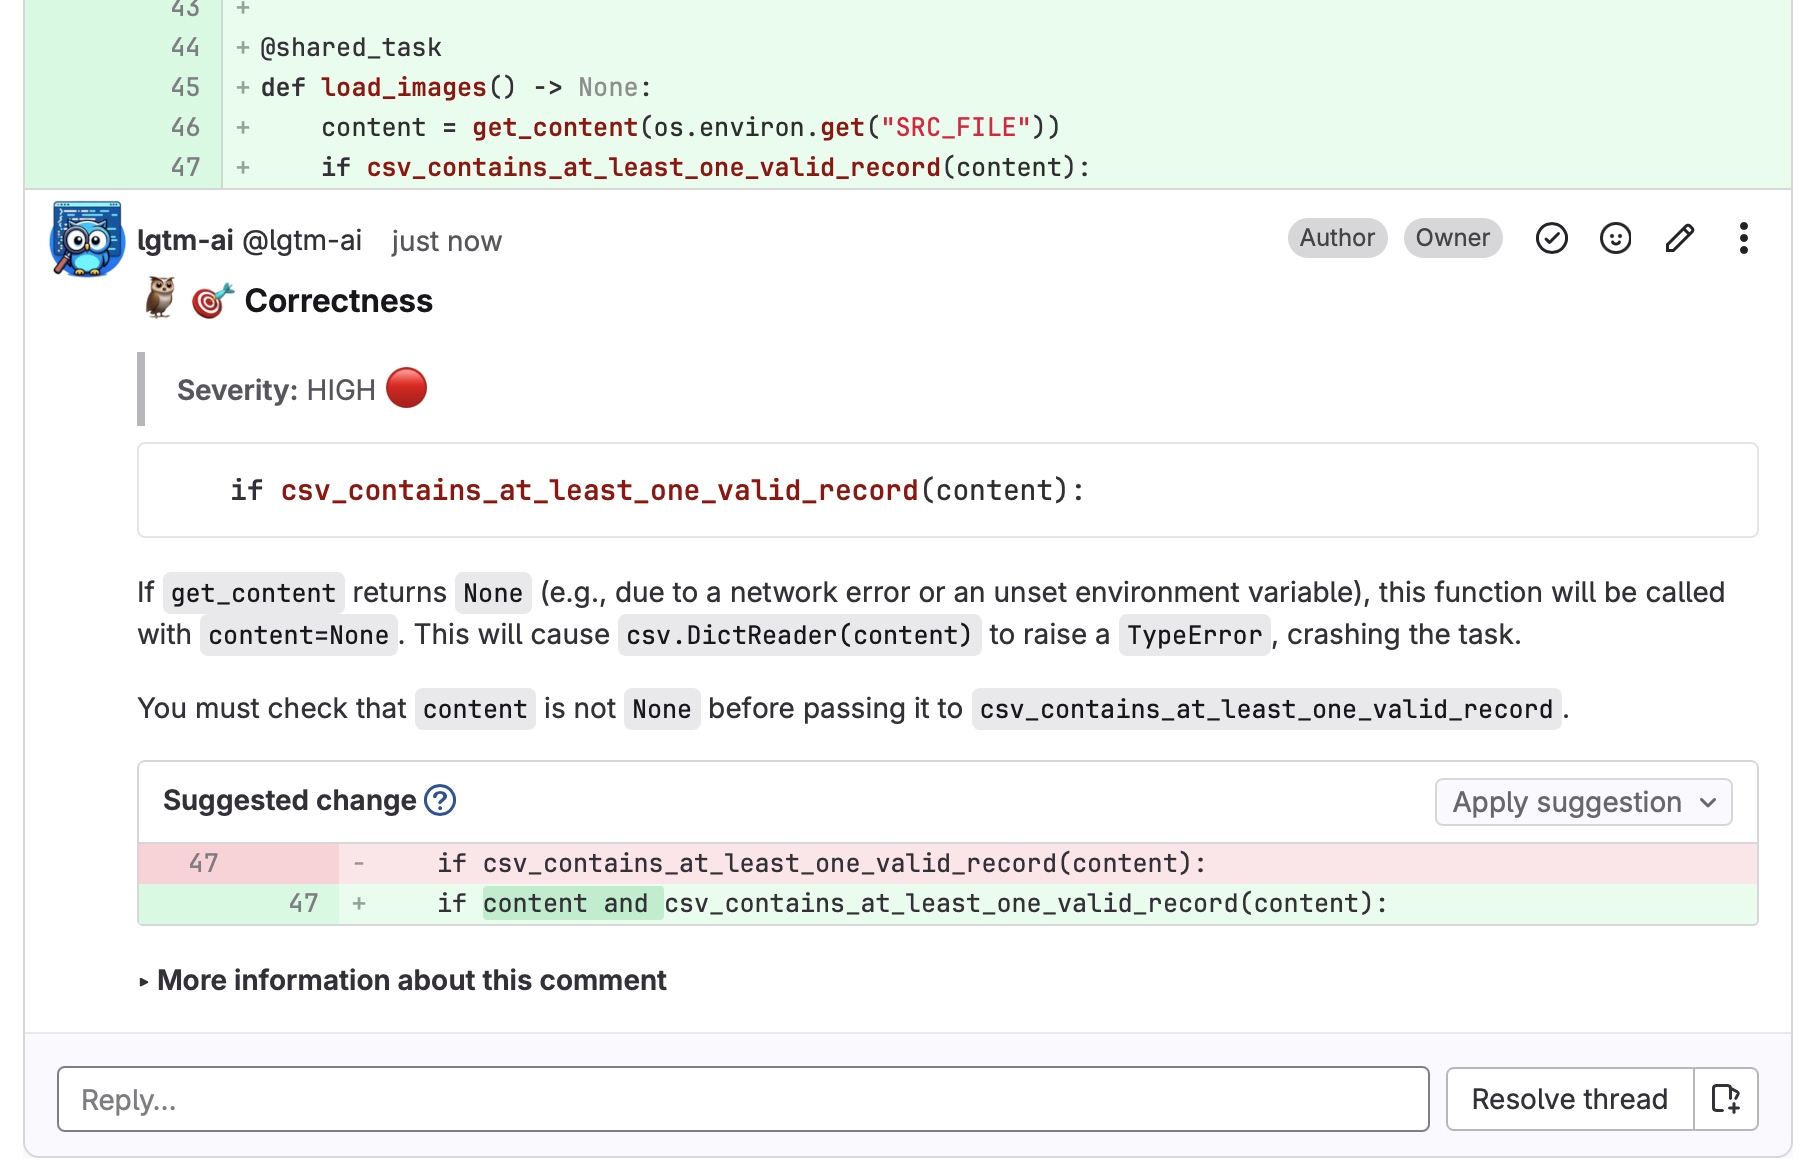 43 +
44 + @shared_task
45 + def load_images() -> None:
46 +     content = get_content(os.environ.get("SRC_FILE"))
47 +     if csv_contains_at_least_one_valid_record(content):
lgtm-ai @lgtm-ai just now Author Owner
Correctness
Severity: HIGH
if csv_contains_at_least_one_valid_record(content):
If get_content returns None (e.g., due to a network error or an unset environment variable), this function will be called
with content=None. This will cause csv.DictReader(content) to raise a TypeError, crashing the task.
You must check that content is not None before passing it to csv_contains_at_least_one_valid_record.
Suggested change ? Apply suggestion
47 -     if csv_contains_at_least_one_valid_record(content):
47 +     if content and csv_contains_at_least_one_valid_record(content):
More information about this comment
Reply... Resolve thread